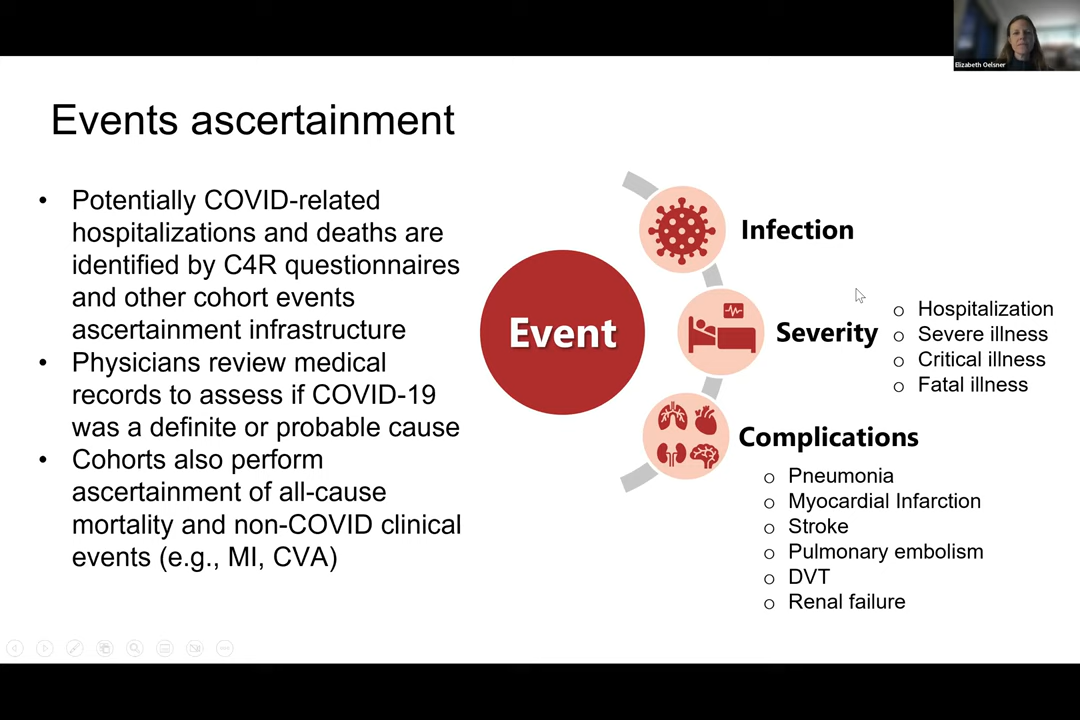 Elizabeth Oelsner
Events ascertainment
• Potentially COVID-related
hospitalizations and deaths are
identified by C4R questionnaires
and other cohort events
ascertainment infrastructure
• Physicians review medical
records to assess if COVID-19
was a definite or probable cause
• Cohorts also perform
ascertainment of all-cause
mortality and non-COVID clinical
events (e.g., MI, CVA)
Event
Infection
Severity
o Hospitalization
o Severe illness
o Critical illness
o Fatal illness
Complications
o Pneumonia
o Myocardial Infarction
o Stroke
o Pulmonary embolism
o DVT
o Renal failure